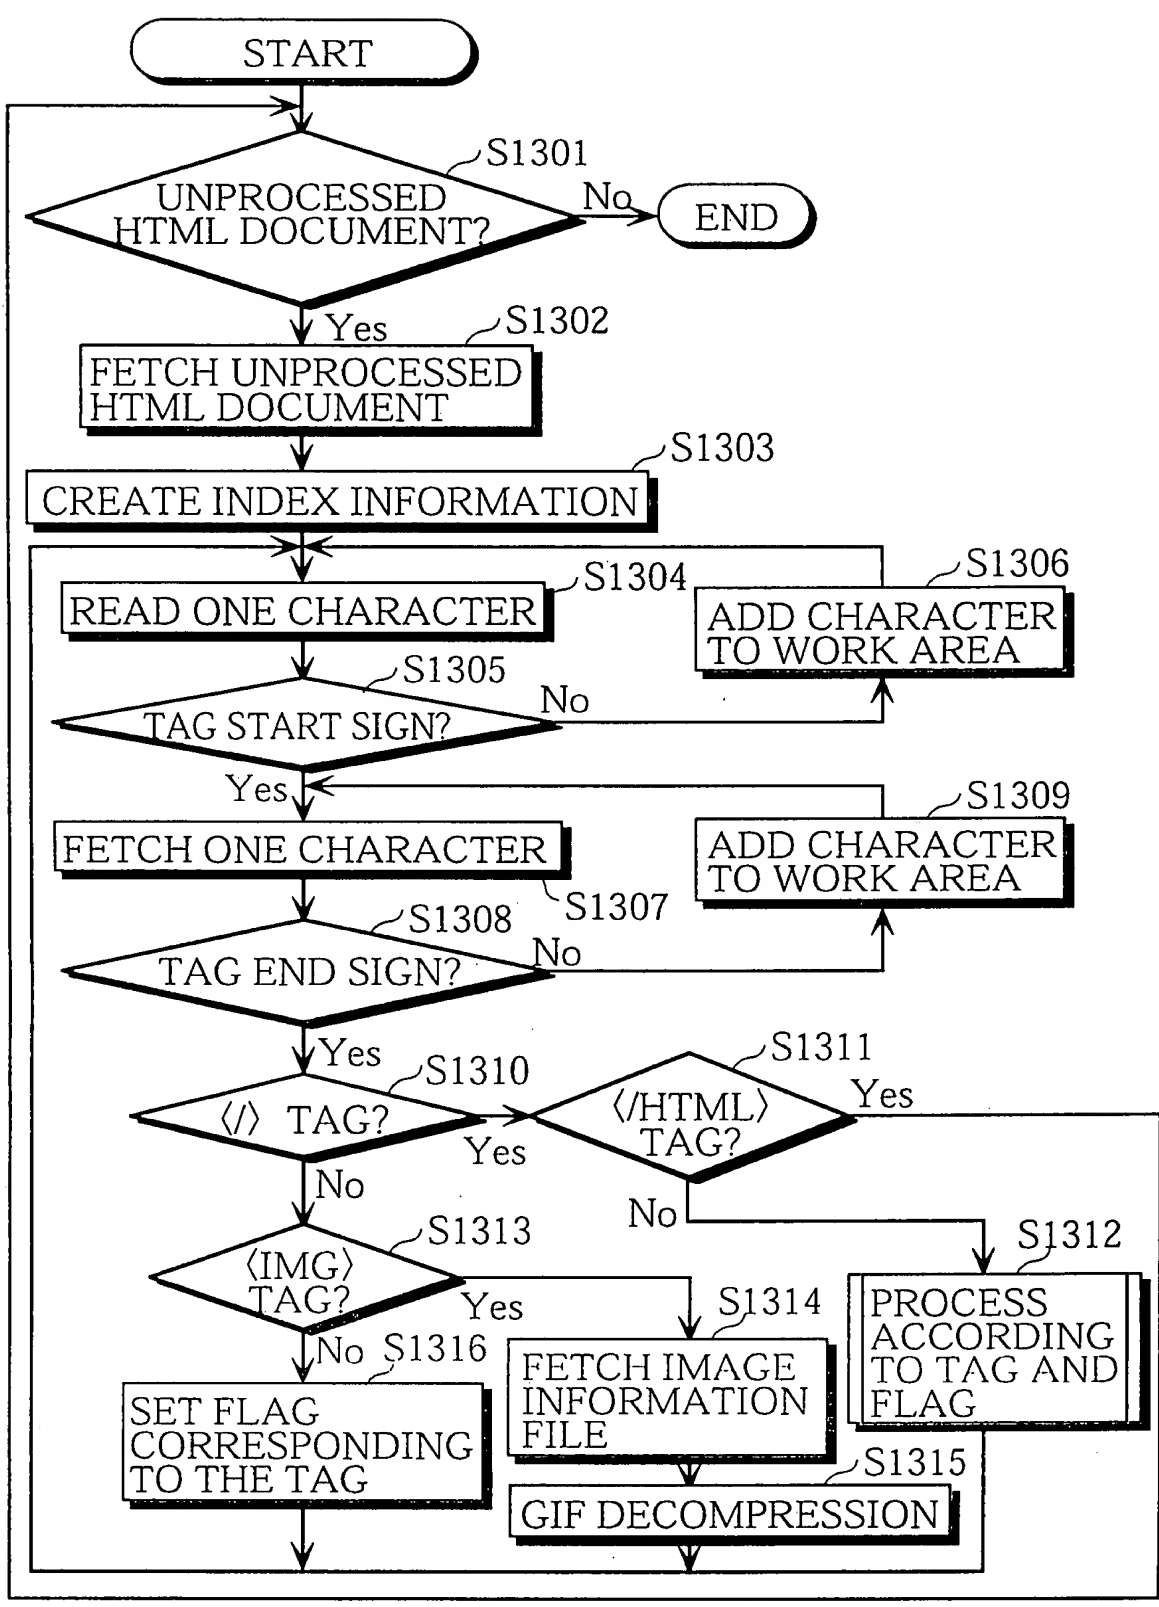 START
S1301
UNPROCESSED
HTML DOCUMENT?
No
END
Yes
S1302
FETCH UNPROCESSED
HTML DOCUMENT
S1303
CREATE INDEX INFORMATION
S1304
READ ONE CHARACTER
S1306
ADD CHARACTER
TO WORK AREA
S1305
TAG START SIGN?
No
Yes
FETCH ONE CHARACTER
S1307
S1309
ADD CHARACTER
TO WORK AREA
S1308
TAG END SIGN?
No
Yes
S1310
〈/〉 TAG?
Yes
S1311
〈/HTML〉
TAG?
Yes
No
No
S1312
PROCESS
ACCORDING
TO TAG AND
FLAG
S1313
〈IMG〉
TAG?
Yes
S1314
FETCH IMAGE
INFORMATION
FILE
No
S1316
SET FLAG
CORRESPONDING
TO THE TAG
S1315
GIF DECOMPRESSION